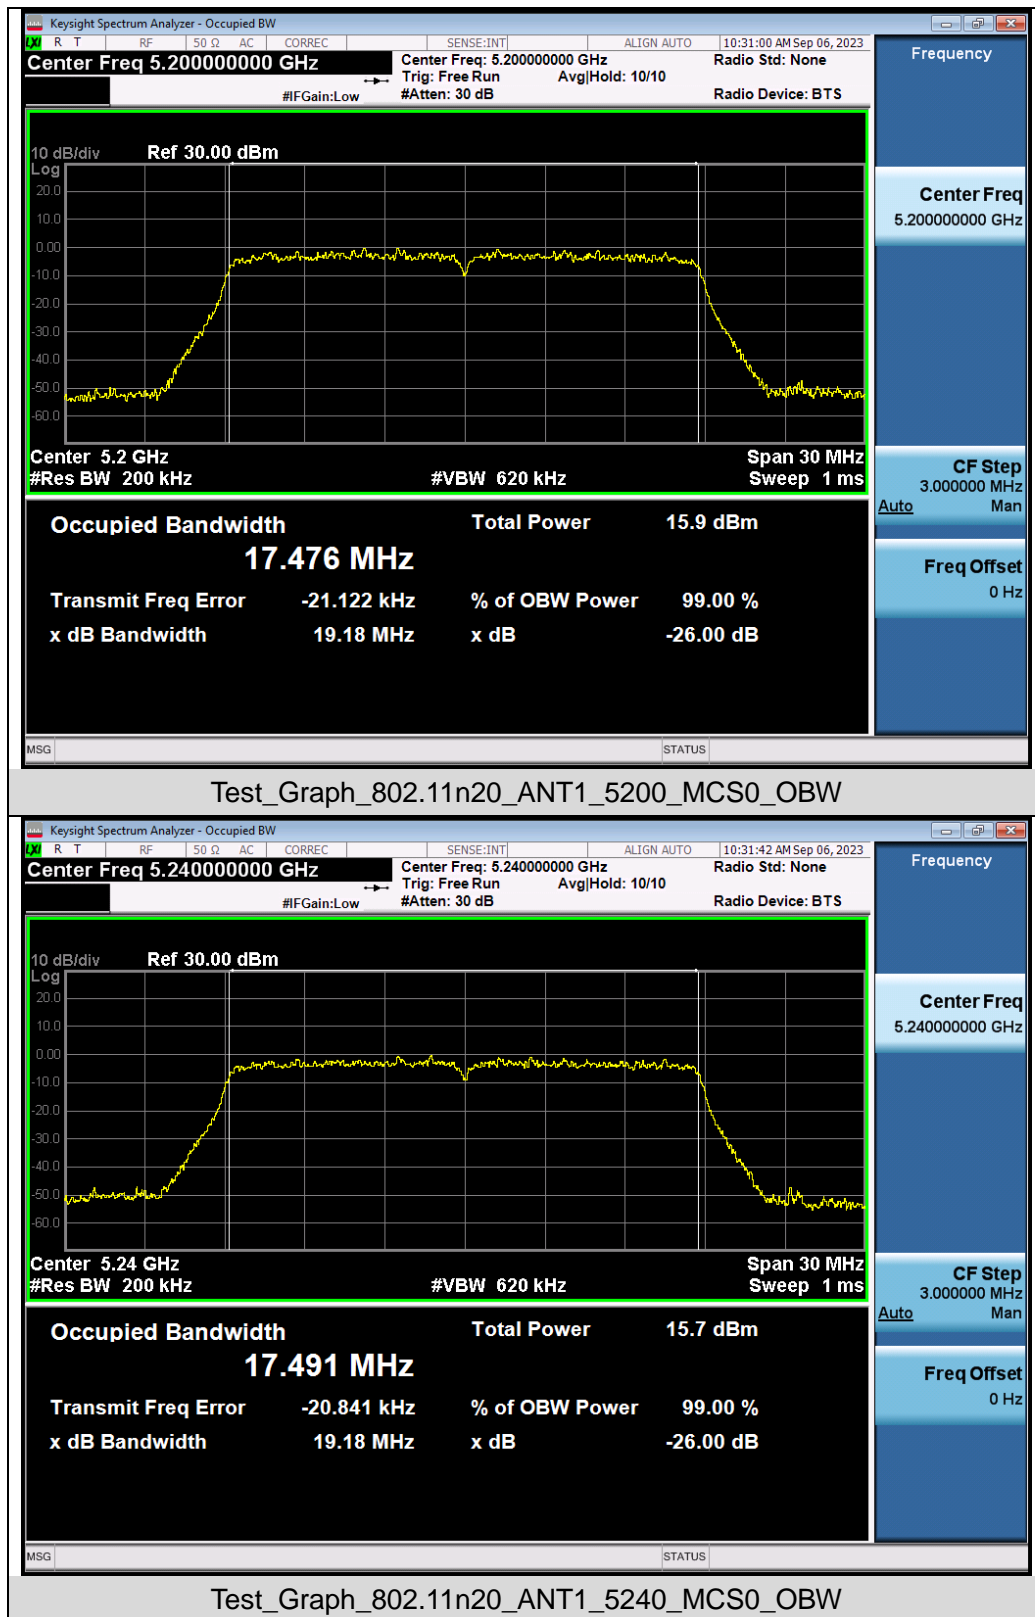 Keysight Spectrum Analyzer - Occupied BW
LXI R T RF 50 Ω AC CORREC SENSE:INT ALIGN AUTO 10:31:00 AM Sep 06, 2023
Center Freq 5.200000000 GHz
Center Freq: 5.200000000 GHz
Radio Std: None
Trig: Free Run
Avg|Hold: 10/10
#IFGain:Low
#Atten: 30 dB
Radio Device: BTS
10 dB/div Ref 30.00 dBm
Log
20.0
10.0
0.00
-10.0
-20.0
-30.0
-40.0
-50.0
-60.0
Center 5.2 GHz
Span 30 MHz
#Res BW 200 kHz
#VBW 620 kHz
Sweep 1 ms
Occupied Bandwidth
Total Power 15.9 dBm
17.476 MHz
Transmit Freq Error -21.122 kHz
% of OBW Power 99.00 %
x dB Bandwidth 19.18 MHz
x dB -26.00 dB
MSG
STATUS
Frequency
Center Freq
5.200000000 GHz
CF Step
3.000000 MHz
Auto Man
Freq Offset
0 Hz
Test_Graph_802.11n20_ANT1_5200_MCS0_OBW
Keysight Spectrum Analyzer - Occupied BW
LXI R T RF 50 Ω AC CORREC SENSE:INT ALIGN AUTO 10:31:42 AM Sep 06, 2023
Center Freq 5.240000000 GHz
Center Freq: 5.240000000 GHz
Radio Std: None
Trig: Free Run
Avg|Hold: 10/10
#IFGain:Low
#Atten: 30 dB
Radio Device: BTS
10 dB/div Ref 30.00 dBm
Log
20.0
10.0
0.00
-10.0
-20.0
-30.0
-40.0
-50.0
-60.0
Center 5.24 GHz
Span 30 MHz
#Res BW 200 kHz
#VBW 620 kHz
Sweep 1 ms
Occupied Bandwidth
Total Power 15.7 dBm
17.491 MHz
Transmit Freq Error -20.841 kHz
% of OBW Power 99.00 %
x dB Bandwidth 19.18 MHz
x dB -26.00 dB
MSG
STATUS
Frequency
Center Freq
5.240000000 GHz
CF Step
3.000000 MHz
Auto Man
Freq Offset
0 Hz
Test_Graph_802.11n20_ANT1_5240_MCS0_OBW